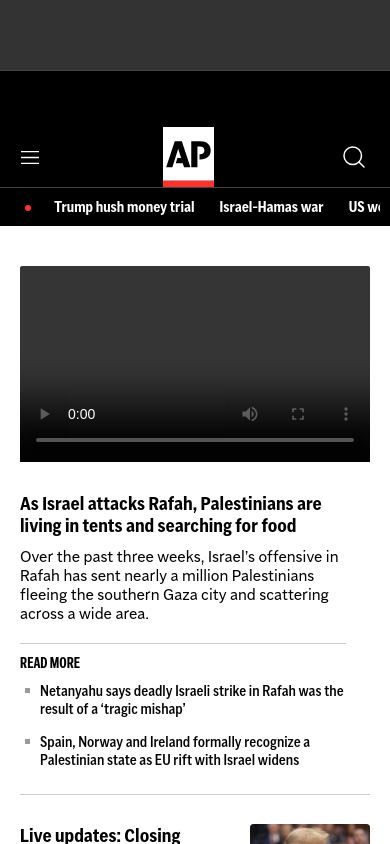 AP
Trump hush money trial Israel-Hamas war US
0:00
As Israel attacks Rafah, Palestinians are
living in tents and searching for food
Over the past three weeks, Israel’s offensive in
Rafah has sent nearly a million Palestinians
fleeing the southern Gaza city and scattering
across a wide area.
READ MORE
Netanyahu says deadly Israeli strike in Rafah was the
result of a ‘tragic mishap’
Spain, Norway and Ireland formally recognize a
Palestinian state as EU rift with Israel widens
Live updates: Closing